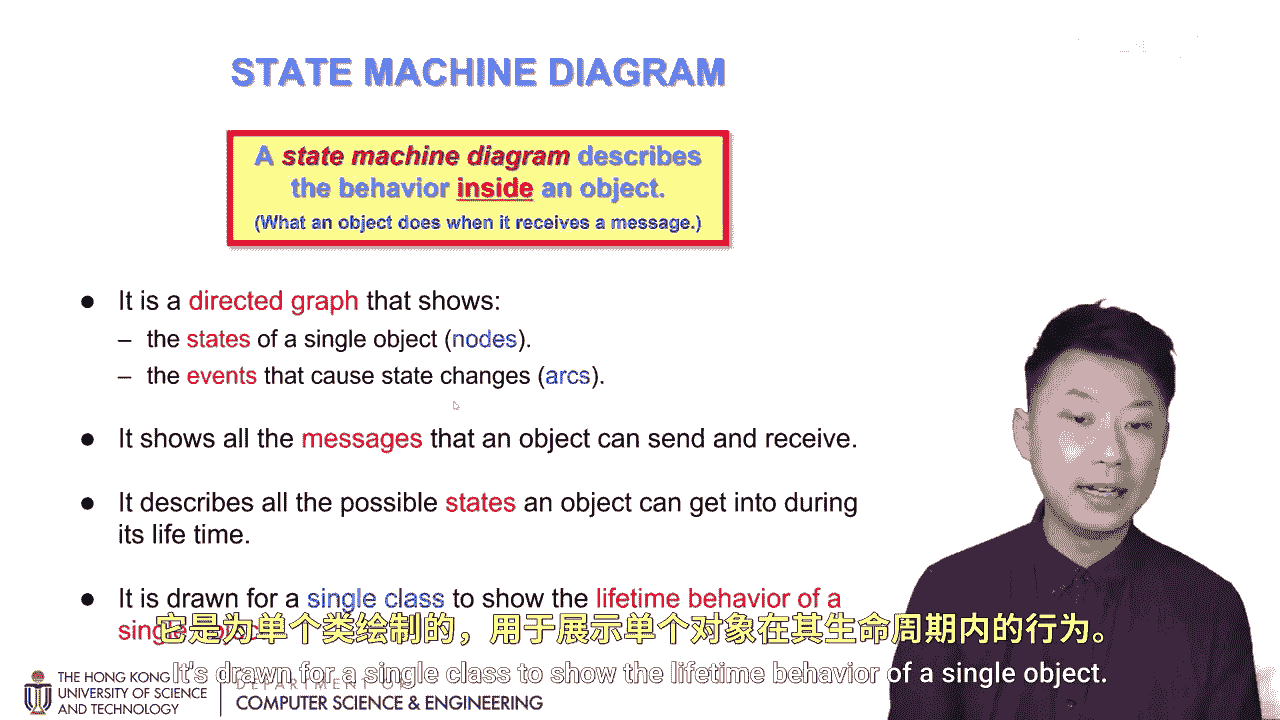 STATE MACHINE DIAGRAM
A state machine diagram describes
the behavior inside an object.
(What an object does when it receives a message.)
● It is a directed graph that shows:
– the states of a single object (nodes).
– the events that cause state changes (arcs).
● It shows all the messages that an object can send and receive.
● It describes all the possible states an object can get into during
its life time.
● It is drawn for a single class to show the lifetime behavior of a
它是为单个类绘制的，用于展示单个对象在其生命周期内的行为。
It's drawn for a single class to show the lifetime behavior of a single object.
THE HONG KONG
UNIVERSITY OF SCIENCE
AND TECHNOLOGY
COMPUTER SCIENCE & ENGINEERING